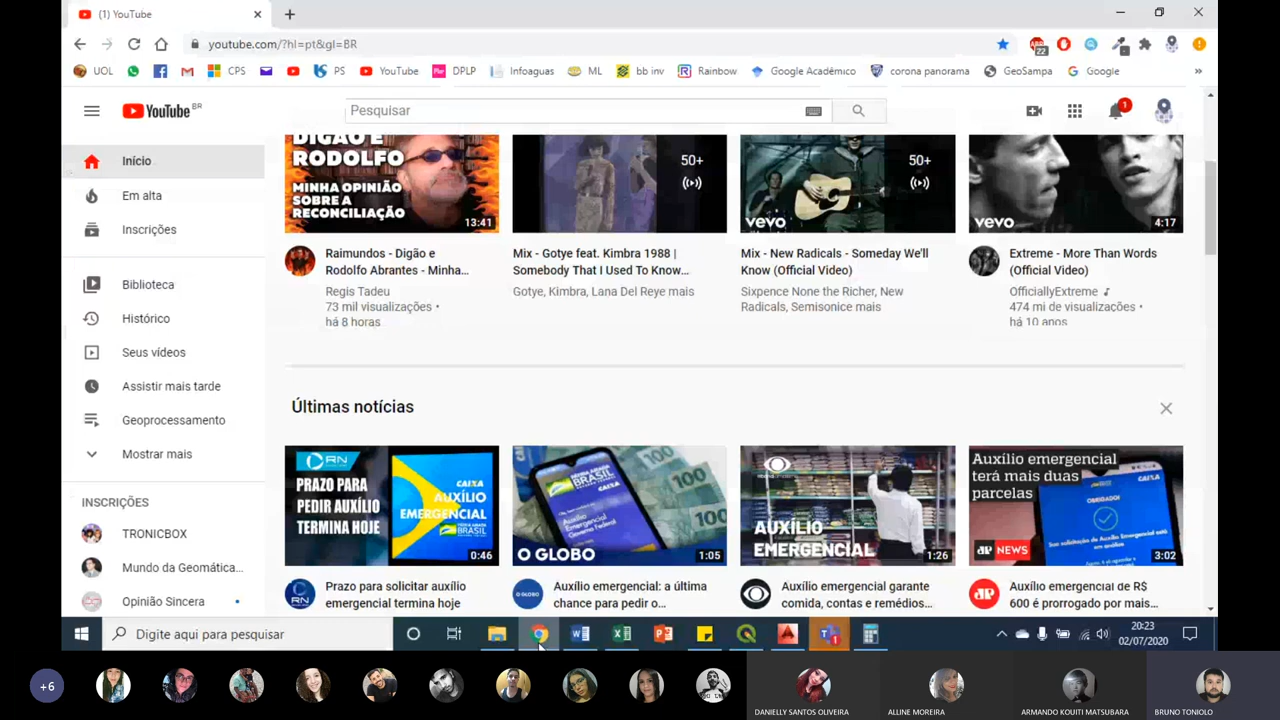 (1) YouTube
youtube.com/?hl=pt&gl=BR
22
UOL CPS PS YouTube DPLP Infoaguas ML bb inv Rainbow Google Acadêmico corona panorama GeoSampa Google »
YouTube BR
Pesquisar
1
Início
Em alta
Inscrições
Biblioteca
Histórico
Seus vídeos
Assistir mais tarde
Geoprocessamento
Mostrar mais
INSCRIÇÕES
TRONICBOX
Mundo da Geomática...
Opinião Sincera
DIGÃO E
RODOLFO
MINHA OPINIÃO
SOBRE A
RECONCILIAÇÃO
13:41
Raimundos - Digão e
Rodolfo Abrantes - Minha...
Regis Tadeu
73 mil visualizações •
há 8 horas
50+
Mix - Gotye feat. Kimbra 1988 |
Somebody That I Used To Know...
Gotye, Kimbra, Lana Del Reye mais
50+
vevo
Mix - New Radicals - Someday We'll
Know (Official Video)
Sixpence None the Richer, New
Radicals, Semisonice mais
vevo
4:17
Extreme - More Than Words
(Official Video)
OfficiallyExtreme
474 mi de visualizações •
há 10 anos
Últimas notícias
RN
PRAZO PARA
PEDIR AUXÍLIO
TERMINA HOJE
CAIXA
AUXÍLIO
EMERGENCIAL
0:46
RN
Prazo para solicitar auxílio
emergencial termina hoje
BRASIL
O GLOBO
1:05
O GLOBO
Auxílio emergencial: a última
chance para pedir o...
AUXÍLIO
EMERGENCIAL
1:26
Auxílio emergencial garante
comida, contas e remédios...
Auxílio emergencial
terá mais duas
parcelas
CAIXA
OBRIGADO!
JP NEWS
3:02
Auxílio emergencial de R$
600 é prorrogado por mais...
Digite aqui para pesquisar
20:23
02/07/2020
+6
DANIELLY SANTOS OLIVEIRA
ALLINE MOREIRA
ARMANDO KOUITI MATSUBARA
BRUNO TONIOLO